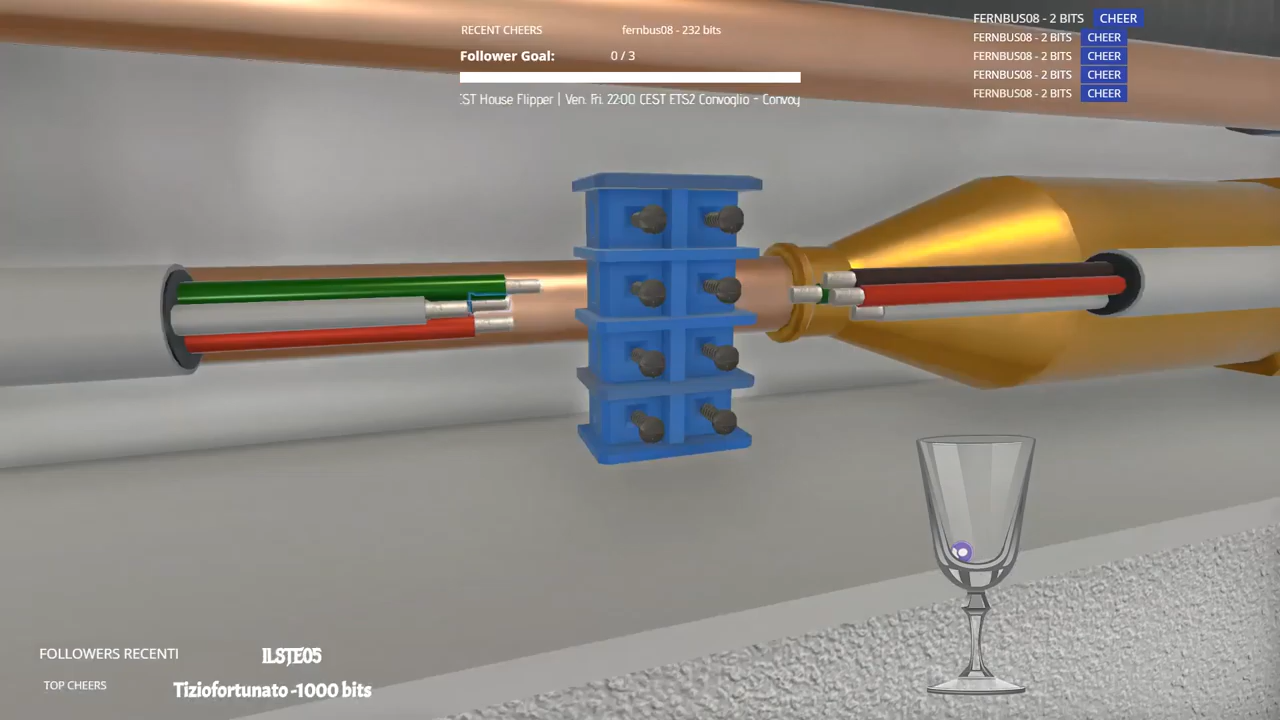 RECENT CHEERS fernbus08 - 232 bits
Follower Goal: 0 / 3
ST House Flipper | Ven. Fri. 22:00 CEST ETS2 Convoglio - Convoy
FERNBUS08 - 2 BITS CHEER
FERNBUS08 - 2 BITS CHEER
FERNBUS08 - 2 BITS CHEER
FERNBUS08 - 2 BITS CHEER
FERNBUS08 - 2 BITS CHEER
FOLLOWERS RECENTI ILSTE05
TOP CHEERS Tiziofortunato -1000 bits